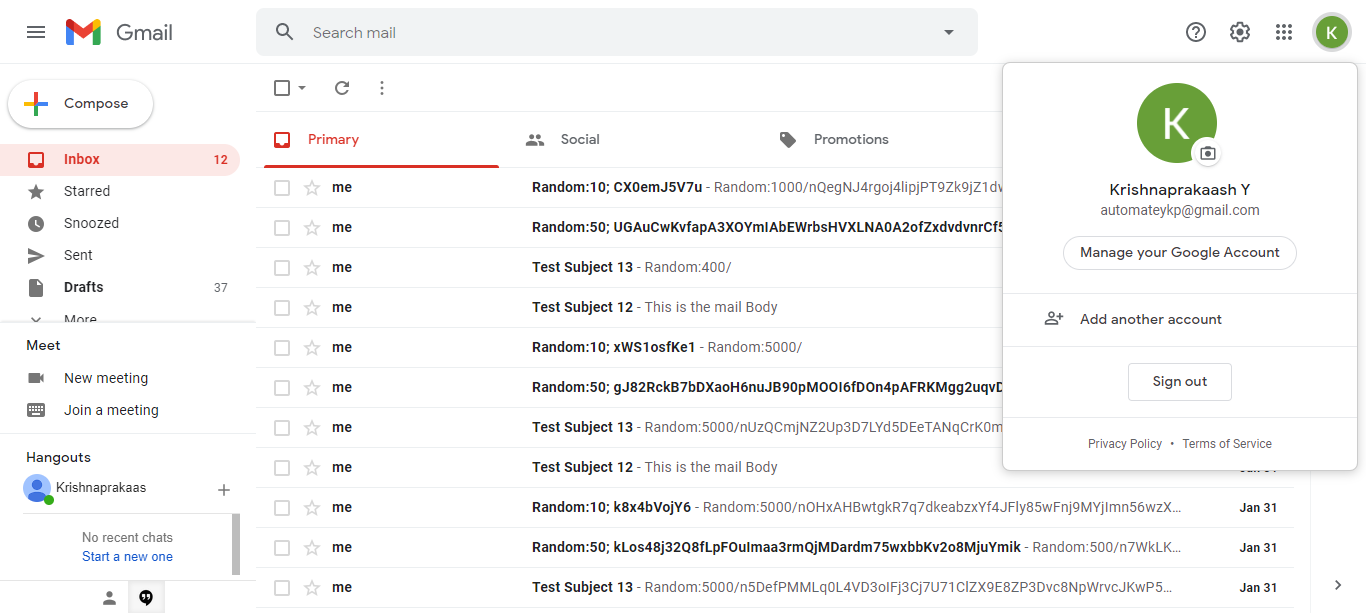 Gmail
Search mail
K
Compose
Inbox 12
Starred
Snoozed
Sent
Drafts 37
More
Meet
New meeting
Join a meeting
Hangouts
Krishnaprakaas
No recent chats
Start a new one
Primary Social Promotions
me Random:10; CX0emJ5V7u - Random:1000/nQegNJ4rgoj4lipjPT9Zk9jZ1dv
me Random:50; UGAuCwKvfapA3XOYmIAbEWrbsHVXLNA0A2ofZxdvdvnrCf5
me Test Subject 13 - Random:400/
me Test Subject 12 - This is the mail Body
me Random:10; xWS1osfKe1 - Random:5000/
me Random:50; gJ82RckB7bDXaoH6nuJB90pMOOI6fDOn4pAFRKMgg2uqvD
me Test Subject 13 - Random:5000/nUzQCmjNZ2Up3D7LYd5DEeTANqCrK0m
me Test Subject 12 - This is the mail Body Jan 31
me Random:10; k8x4bVojY6 - Random:5000/nOHxAHBwtgkR7q7dkeabzxYf4JFly85wFnj9MYjImn56wzX… Jan 31
me Random:50; kLos48j32Q8fLpFOulmaa3rmQjMDardm75wxbbKv2o8MjuYmik - Random:500/n7WkLK… Jan 31
me Test Subject 13 - Random:5000/n5DefPMMLq0L4VD3oIFj3Cj7U71ClZX9E8ZP3Dvc8NpWrvcJKwP5… Jan 31
K
Krishnaprakaash Y
automateykp@gmail.com
Manage your Google Account
Add another account
Sign out
Privacy Policy • Terms of Service